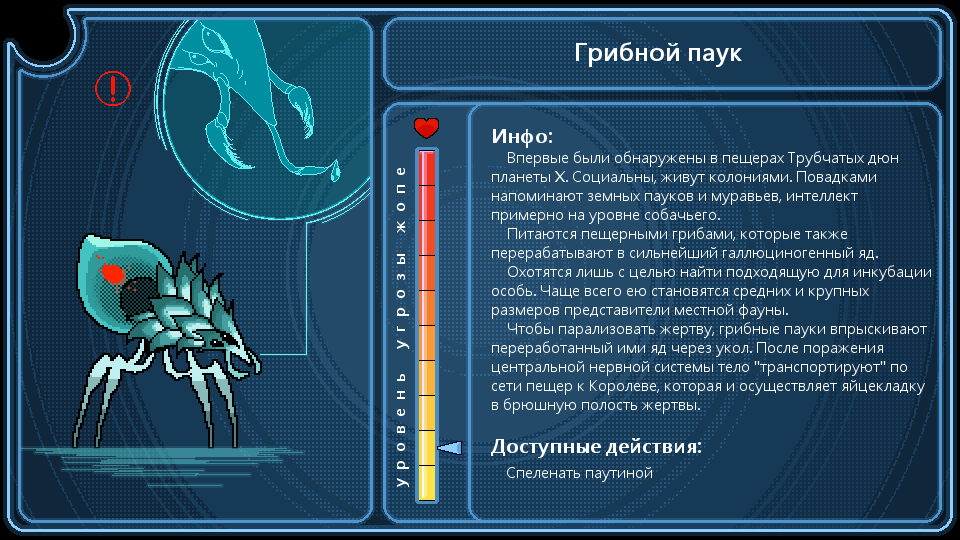 Грибной паук
уровень угрозы жопе
Инфо:
Впервые были обнаружены в пещерах Трубчатых дюн
планеты X. Социальны, живут колониями. Повадками
напоминают земных пауков и муравьев, интеллект
примерно на уровне собачьего.
Питаются пещерными грибами, которые также
перерабатывают в сильнейший галлюциногенный яд.
Охотятся лишь с целью найти подходящую для инкубации
особь. Чаще всего ею становятся средних и крупных
размеров представители местной фауны.
Чтобы парализовать жертву, грибные пауки впрыскивают
переработанный ими яд через укол. После поражения
центральной нервной системы тело "транспортируют" по
сети пещер к Королеве, которая и осуществляет яйцекладку
в брюшную полость жертвы.
Доступные действия:
Спеленать паутиной